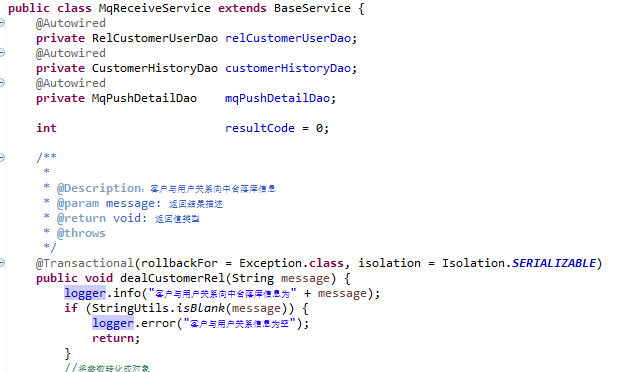 public class MqReceiveService extends BaseService {
@Autowired
private RelCustomerUserDao relCustomerUserDao;
@Autowired
private CustomerHistoryDao customerHistoryDao;
@Autowired
private MqPushDetailDao mqPushDetailDao;
int resultCode = 0;
/**
*
* @Description：客户与用户关系向中台落库信息
* @param message: 返回结果描述
* @return void: 返回值类型
* @throws
*/
@Transactional(rollbackFor = Exception.class, isolation = Isolation.SERIALIZABLE)
public void dealCustomerRel(String message) {
logger.info("客户与用户关系向中台落库信息为" + message);
if (StringUtils.isBlank(message)) {
logger.error("客户与用户关系信息为空");
return;
}
//将参数转化成对象